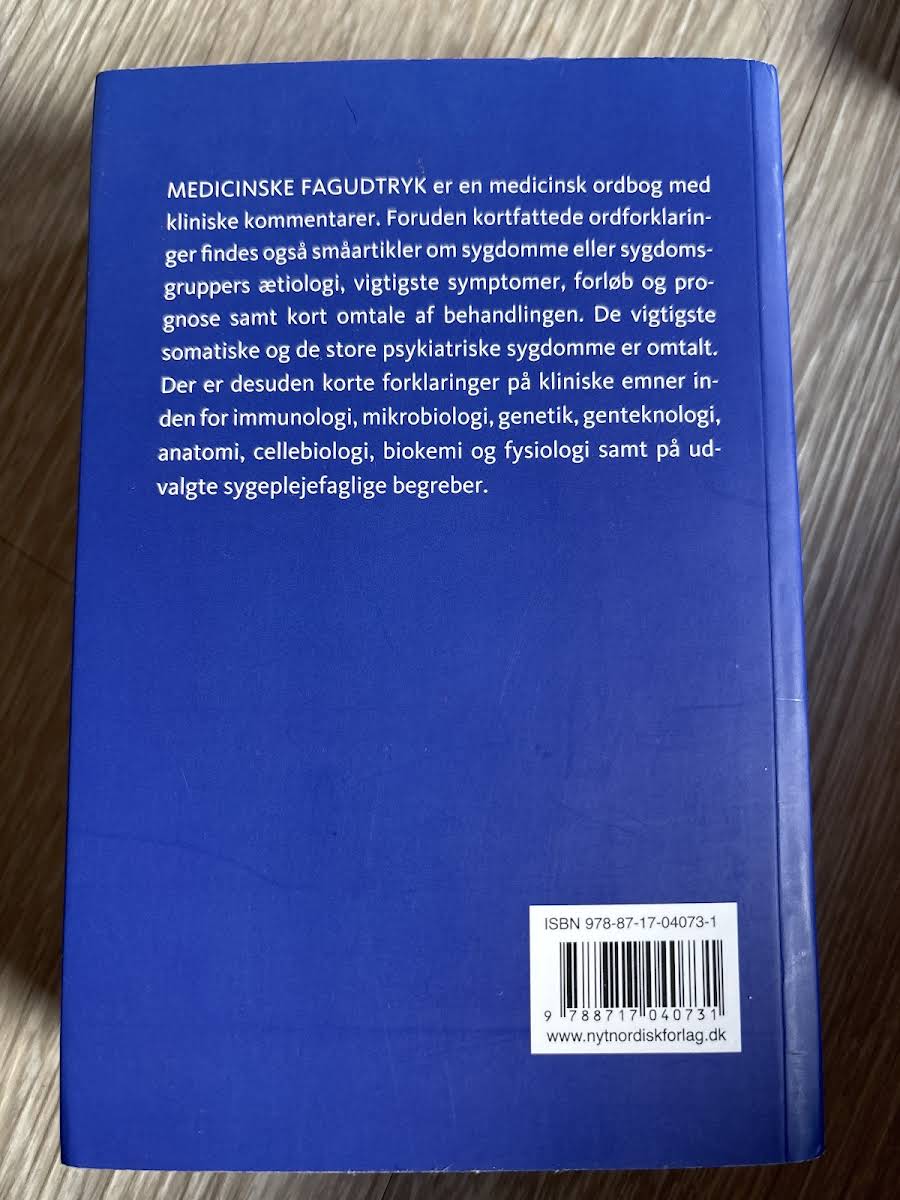 MEDICINSKE FAGUDTRYK er en medicinsk ordbog med
kliniske kommentarer. Foruden kortfattede ordforklarin-
ger findes også småartikler om sygdomme eller sygdoms-
gruppers ætiologi, vigtigste symptomer, forløb og pro-
gnose samt kort omtale af behandlingen. De vigtigste
somatiske og de store psykiatriske sygdomme er omtalt.
Der er desuden korte forklaringer på kliniske emner in-
den for immunologi, mikrobiologi, genetik, genteknologi,
anatomi, cellebiologi, biokemi og fysiologi samt på ud-
valgte sygeplejefaglige begreber.
ISBN 978-87-17-04073-1
9 788717 040731
www.nytnordiskforlag.dk